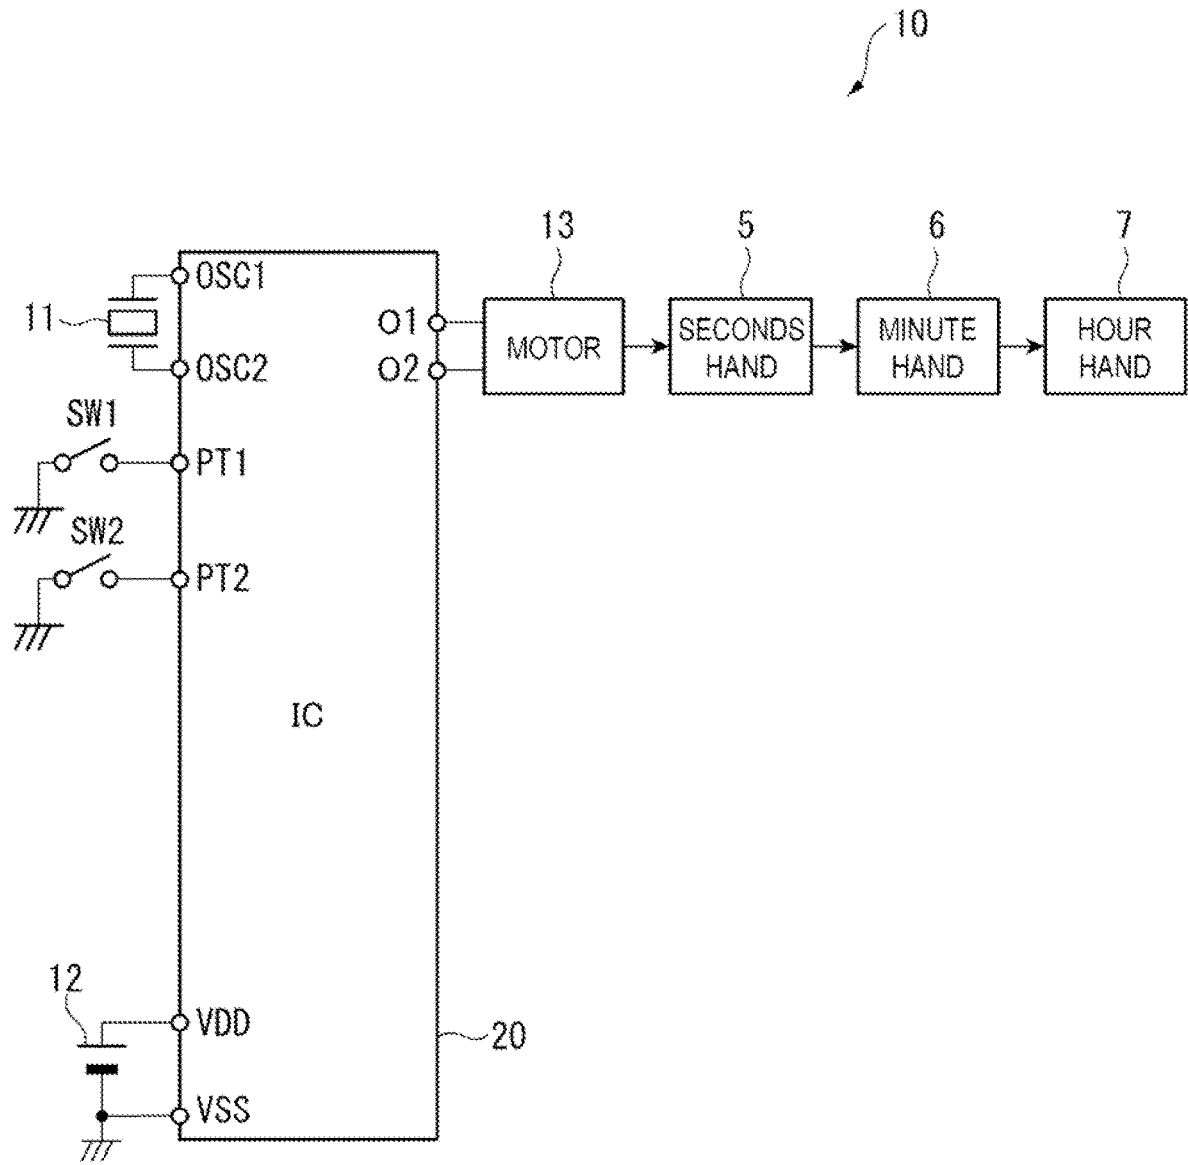 10
13
5
6
7
OSC1
11
O1
MOTOR
SECONDS
HAND
MINUTE
HAND
HOUR
HAND
OSC2
O2
SW1
PT1
SW2
PT2
IC
12
VDD
20
VSS